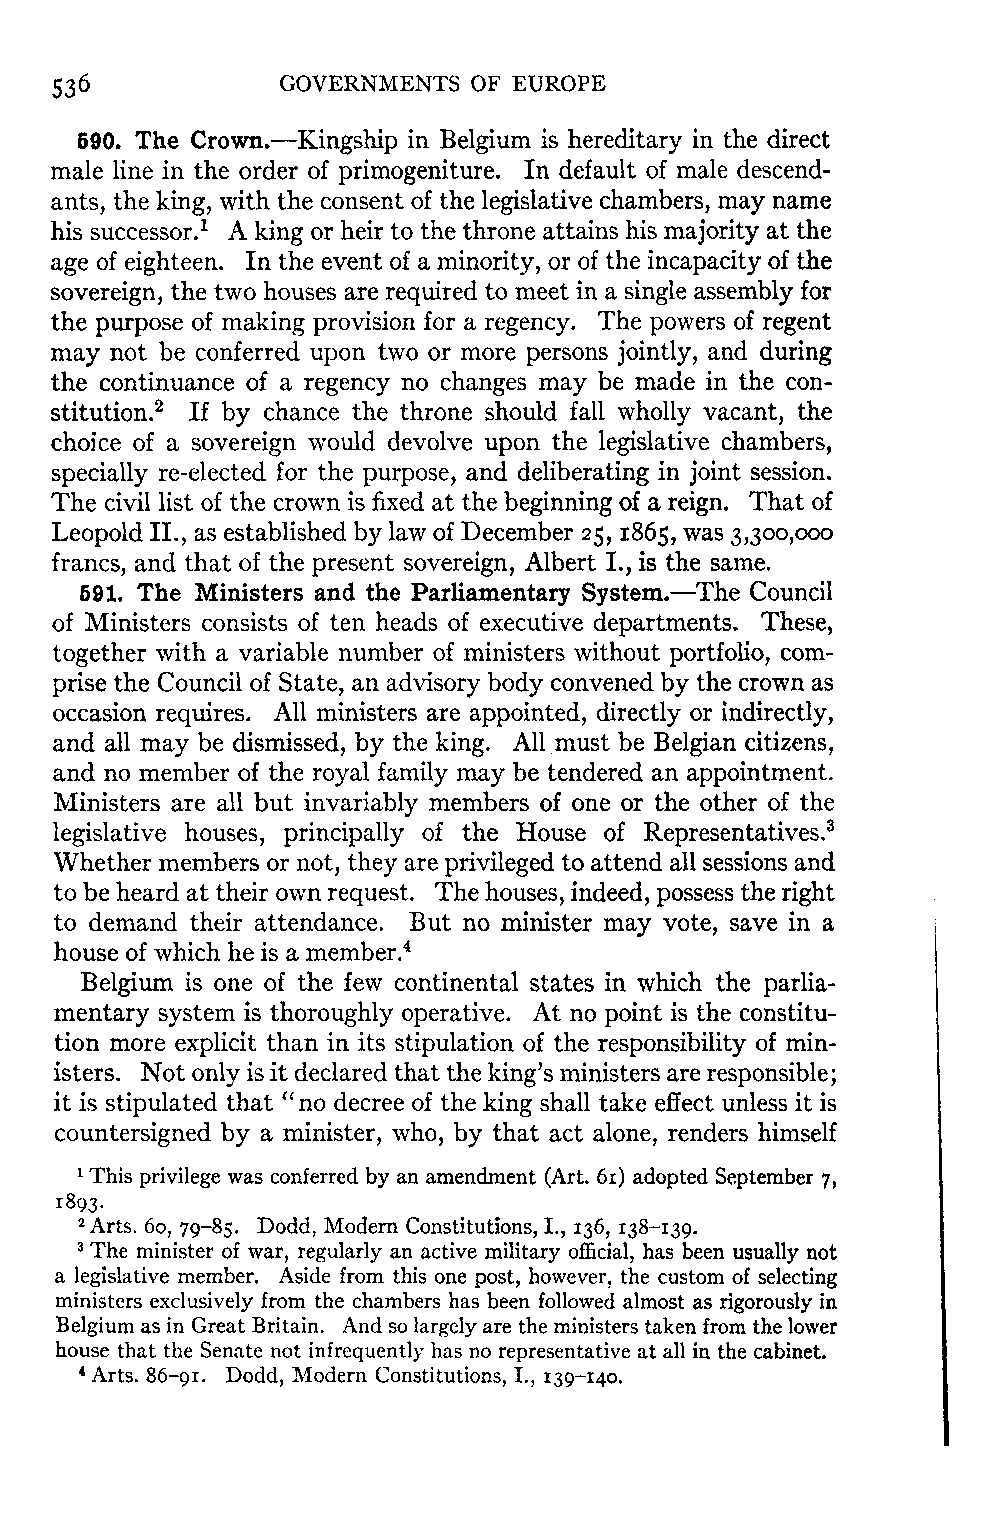 536 GOVERNMENTS OF EUROPE
590. The Crown.—Kingship in Belgium is hereditary in the direct
male line in the order of primogeniture. In default of male descend-
ants, the king, with the consent of the legislative chambers, may name
his successor.¹ A king or heir to the throne attains his majority at the
age of eighteen. In the event of a minority, or of the incapacity of the
sovereign, the two houses are required to meet in a single assembly for
the purpose of making provision for a regency. The powers of regent
may not be conferred upon two or more persons jointly, and during
the continuance of a regency no changes may be made in the con-
stitution.² If by chance the throne should fall wholly vacant, the
choice of a sovereign would devolve upon the legislative chambers,
specially re-elected for the purpose, and deliberating in joint session.
The civil list of the crown is fixed at the beginning of a reign. That of
Leopold II., as established by law of December 25, 1865, was 3,300,000
francs, and that of the present sovereign, Albert I., is the same.
591. The Ministers and the Parliamentary System.—The Council
of Ministers consists of ten heads of executive departments. These,
together with a variable number of ministers without portfolio, com-
prise the Council of State, an advisory body convened by the crown as
occasion requires. All ministers are appointed, directly or indirectly,
and all may be dismissed, by the king. All must be Belgian citizens,
and no member of the royal family may be tendered an appointment.
Ministers are all but invariably members of one or the other of the
legislative houses, principally of the House of Representatives.³
Whether members or not, they are privileged to attend all sessions and
to be heard at their own request. The houses, indeed, possess the right
to demand their attendance. But no minister may vote, save in a
house of which he is a member.⁴
Belgium is one of the few continental states in which the parlia-
mentary system is thoroughly operative. At no point is the constitu-
tion more explicit than in its stipulation of the responsibility of min-
isters. Not only is it declared that the king's ministers are responsible;
it is stipulated that "no decree of the king shall take effect unless it is
countersigned by a minister, who, by that act alone, renders himself
¹ This privilege was conferred by an amendment (Art. 61) adopted September 7,
1893.
² Arts. 60, 79–85. Dodd, Modern Constitutions, I., 136, 138–139.
³ The minister of war, regularly an active military official, has been usually not
a legislative member. Aside from this one post, however, the custom of selecting
ministers exclusively from the chambers has been followed almost as rigorously in
Belgium as in Great Britain. And so largely are the ministers taken from the lower
house that the Senate not infrequently has no representative at all in the cabinet.
⁴ Arts. 86–91. Dodd, Modern Constitutions, I., 139–140.